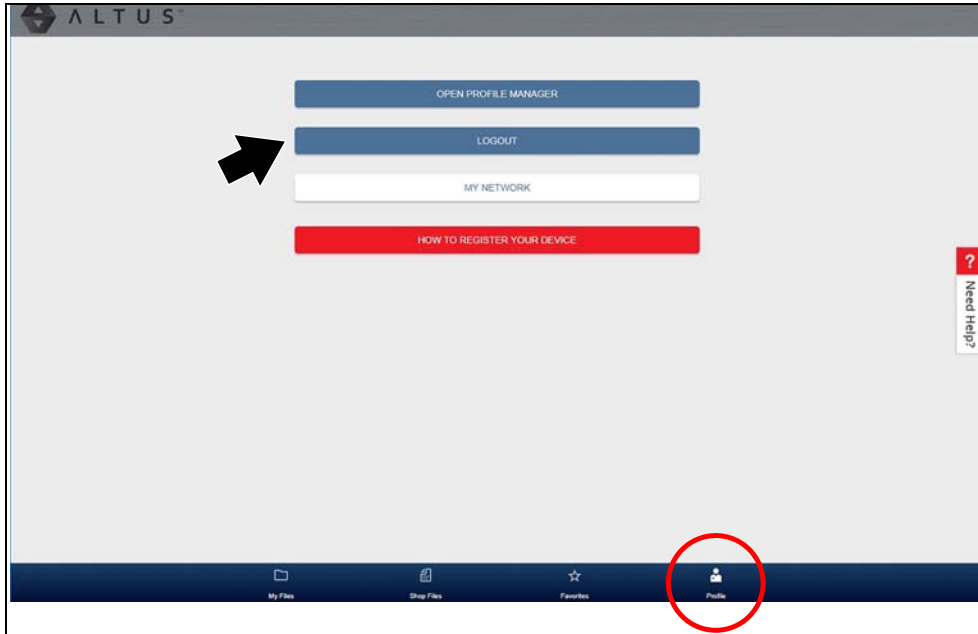 ALTUS
OPEN PROFILE MANAGER
LOGOUT
MY NETWORK
HOW TO REGISTER YOUR DEVICE
? Need Help?
My Files
Shop Files
Favorites
Profile